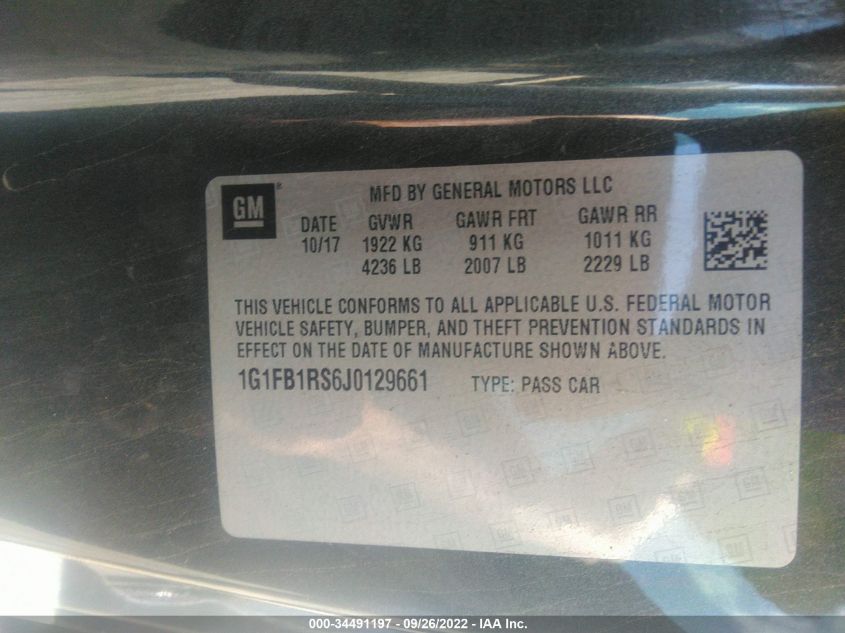 GM®
MFD BY GENERAL MOTORS LLC
DATE GVWR GAWR FRT GAWR RR
10/17 1922 KG 911 KG 1011 KG
4236 LB 2007 LB 2229 LB
THIS VEHICLE CONFORMS TO ALL APPLICABLE U.S. FEDERAL MOTOR
VEHICLE SAFETY, BUMPER, AND THEFT PREVENTION STANDARDS IN
EFFECT ON THE DATE OF MANUFACTURE SHOWN ABOVE.
1G1FB1RS6J0129661 TYPE: PASS CAR
000-34491197 - 09/26/2022 - IAA Inc.